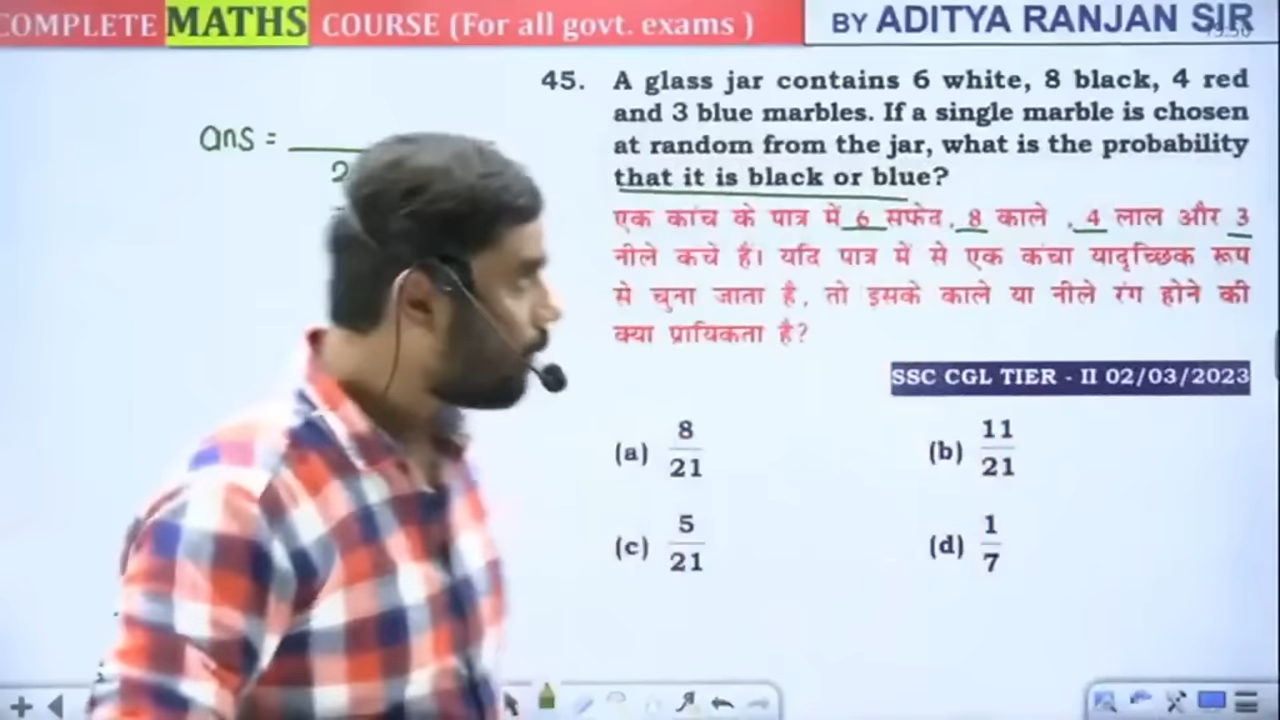 COMPLETE MATHS COURSE (For all govt. exams )
BY ADITYA RANJAN SIR
ans =
2
45. A glass jar contains 6 white, 8 black, 4 red
and 3 blue marbles. If a single marble is chosen
at random from the jar, what is the probability
that it is black or blue?
एक कांच के पात्र में 6 सफेद, 8 काले , 4 लाल और 3
नीले कंचे है। यदि पात्र में से एक कंचा यादृच्छिक रूप
से चुना जाता है, तो इसके काले या नीले रंग होने की
क्या प्रायिकता है?
SSC CGL TIER - II 02/03/2023
(a) 8/21 (b) 11/21
(c) 5/21 (d) 1/7